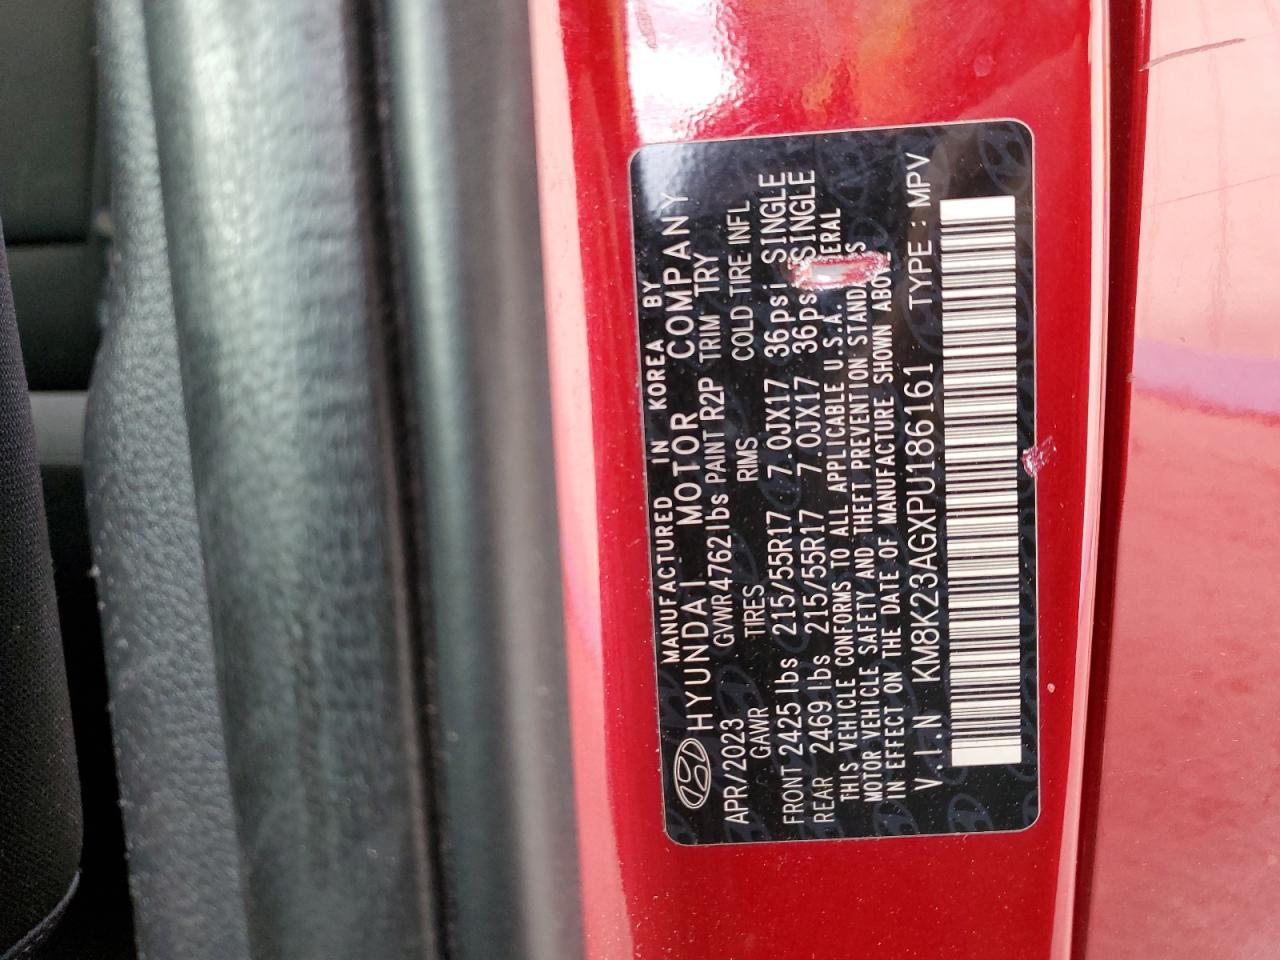 MANUFACTURED IN KOREA BY
HYUNDAI MOTOR COMPANY
APR/2023 GVWR 4762 lbs PAINT R2P TRIM TRY
GAWR TIRES RIMS COLD TIRE INFL
FRONT 2425 lbs 215/55R17 7.0JX17 36psi SINGLE
REAR 2469 lbs 215/55R17 7.0JX17 36ps SINGLE
THIS VEHICLE CONFORMS TO ALL APPLICABLE U.S.A. ERAL
MOTOR VEHICLE SAFETY AND THEFT PREVENTION STAND S
IN EFFECT ON THE DATE OF MANUFACTURE SHOWN ABOVE
V.I.N KM8K23AGXPU186161 TYPE : MPV